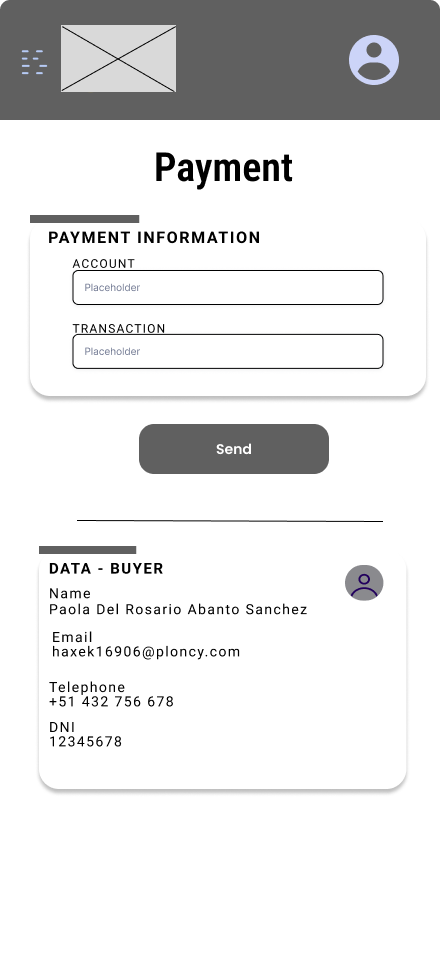 Payment
PAYMENT INFORMATION
ACCOUNT
Placeholder
TRANSACTION
Placeholder
Send
DATA - BUYER
Name
Paola Del Rosario Abanto Sanchez
Email
haxek16906@ploncy.com
Telephone
+51 432 756 678
DNI
12345678